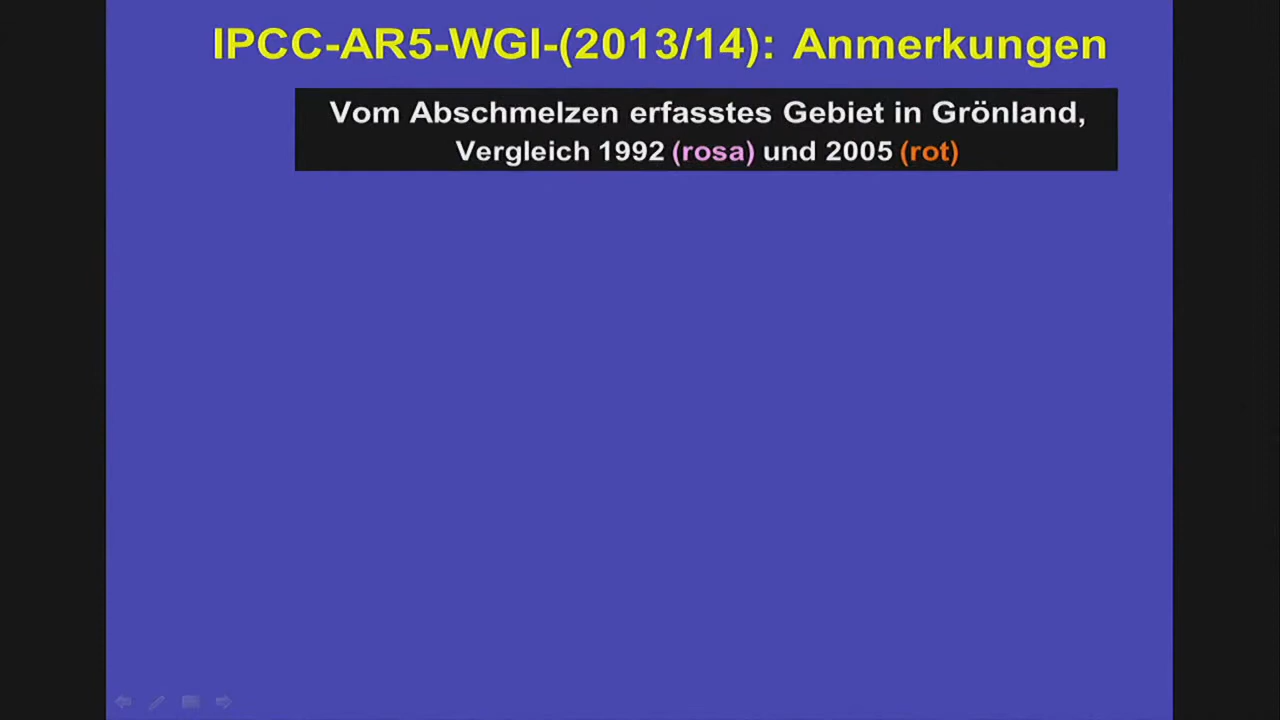 IPCC-AR5-WGI-(2013/14): Anmerkungen
Vom Abschmelzen erfasstes Gebiet in Grönland,
Vergleich 1992 (rosa) und 2005 (rot)